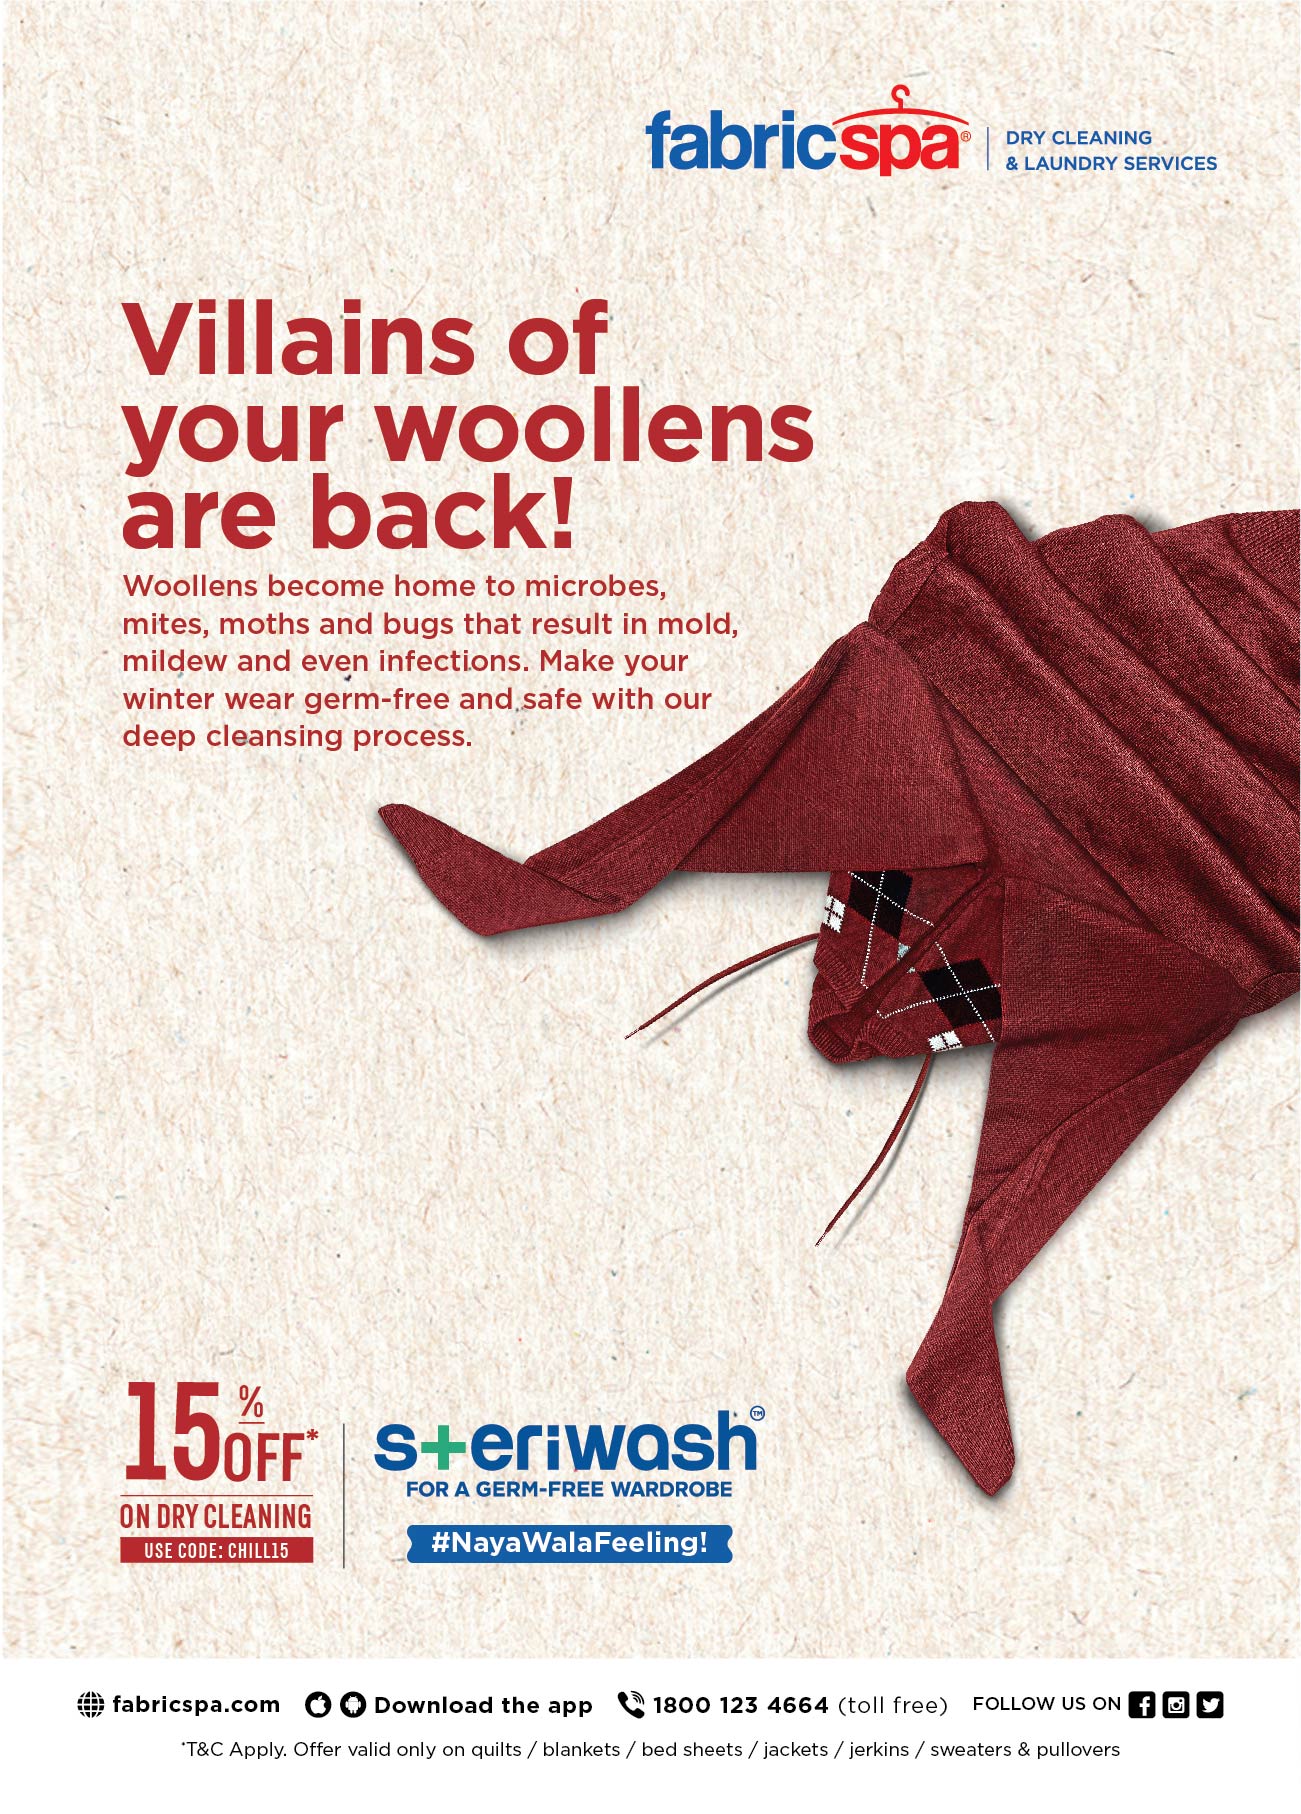 fabricspa®
DRY CLEANING
& LAUNDRY SERVICES
Villains of
your woollens
are back!
Woollens become home to microbes,
mites, moths and bugs that result in mold,
mildew and even infections. Make your
winter wear germ-free and safe with our
deep cleansing process.
15% OFF*
ON DRY CLEANING
USE CODE: CHILL15
steriwash™
FOR A GERM-FREE WARDROBE
#NayaWalaFeeling!
fabricspa.com Download the app 1800 123 4664 (toll free) FOLLOW US ON
*T&C Apply. Offer valid only on quilts / blankets / bed sheets / jackets / jerkins / sweaters & pullovers